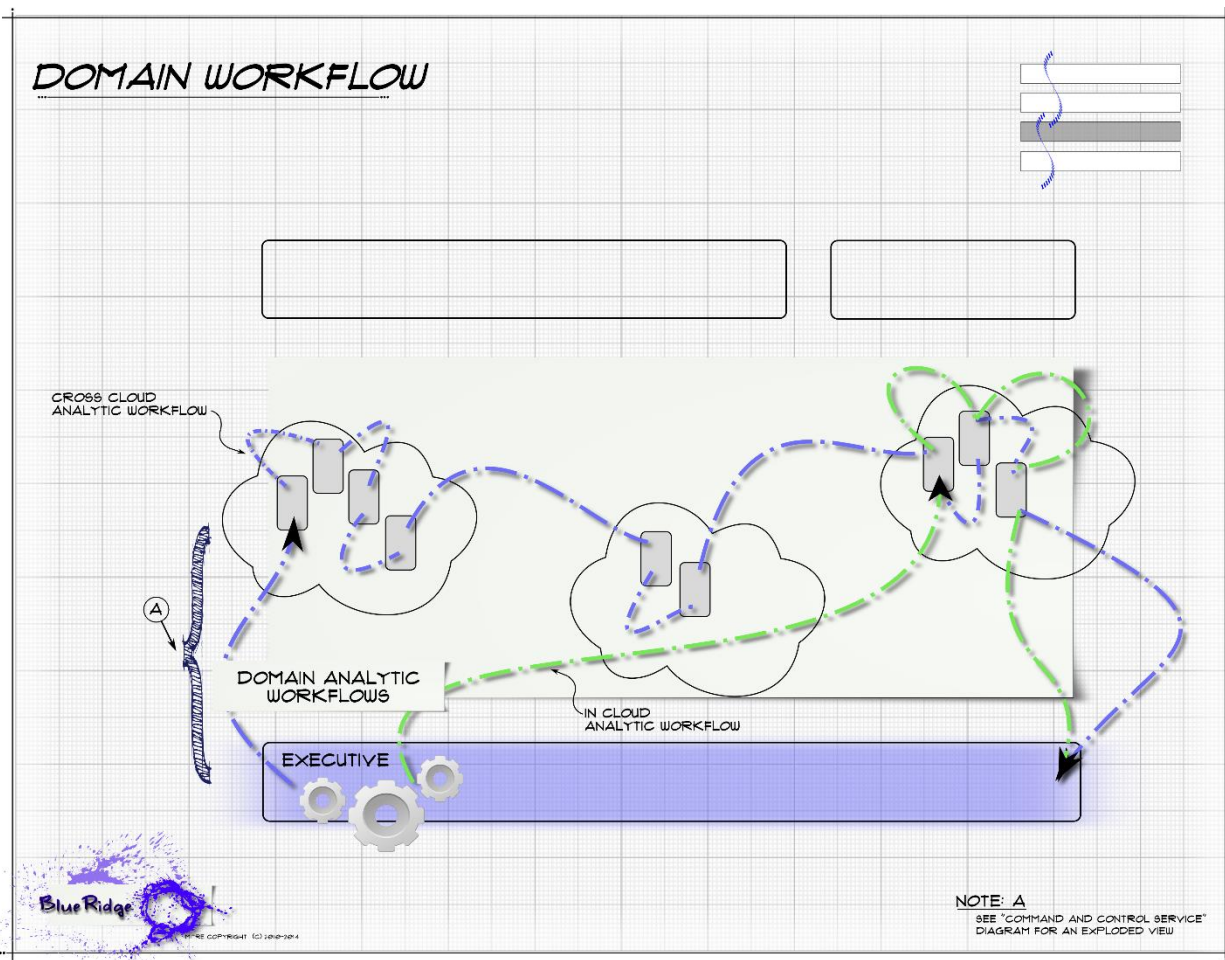 DOMAIN WORKFLOW
CROSS CLOUD
ANALYTIC WORKFLOW
A
DOMAIN ANALYTIC
WORKFLOWS
IN CLOUD
ANALYTIC WORKFLOW
EXECUTIVE
BlueRidge
COPYRIGHT (C) 2010-2014
NOTE: A
SEE "COMMAND AND CONTROL SERVICE"
DIAGRAM FOR AN EXPLODED VIEW